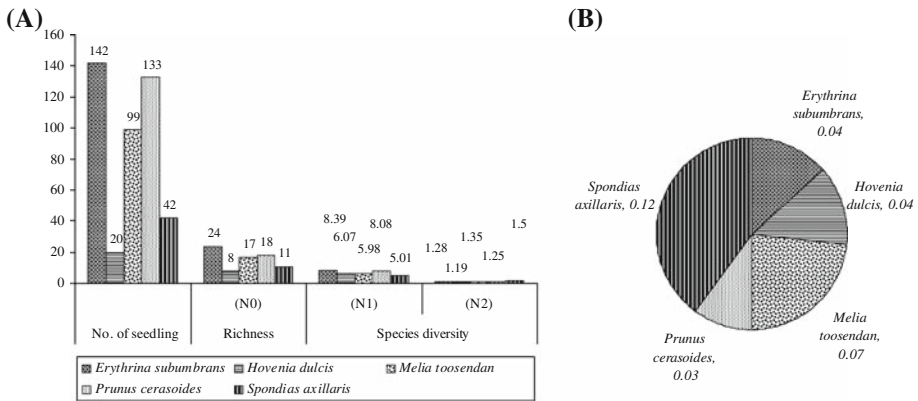 (A)
160
140
120
100
80
60
40
20
0
142
20
99
133
42
24
8
17
18
11
8.39
6.07
5.98
8.08
5.01
1.28
1.19
1.35
1.25
1.5
(N0)
(N1)
(N2)
No. of seedling
Richness
Species diversity
Erythrina subumbrans
Hovenia dulcis
Melia toosendan
Prunus cerasoides
Spondias axillaris
(B)
Erythrina
subumbrans,
0.04
Hovenia
dulcis, 0.04
Melia
toosendan,
0.07
Prunus
cerasoides,
0.03
Spondias
axillaris, 0.12